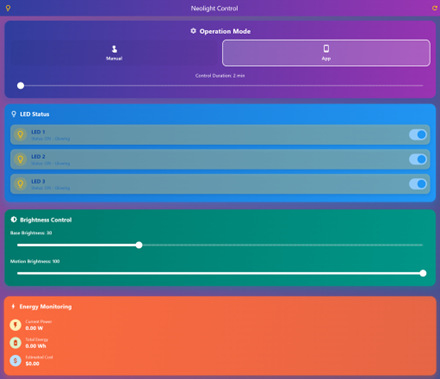 Neolight Control
Operation Mode
Manual
App
Control Duration: 2 min
LED Status
LED 1
Status: ON - Glowing
LED 2
Status: ON - Glowing
LED 3
Status: ON - Glowing
Brightness Control
Base Brightness: 30
Motion Brightness: 100
Energy Monitoring
Current Power
0.00 W
Total Energy
0.00 Wh
Estimated Cost
$0.00